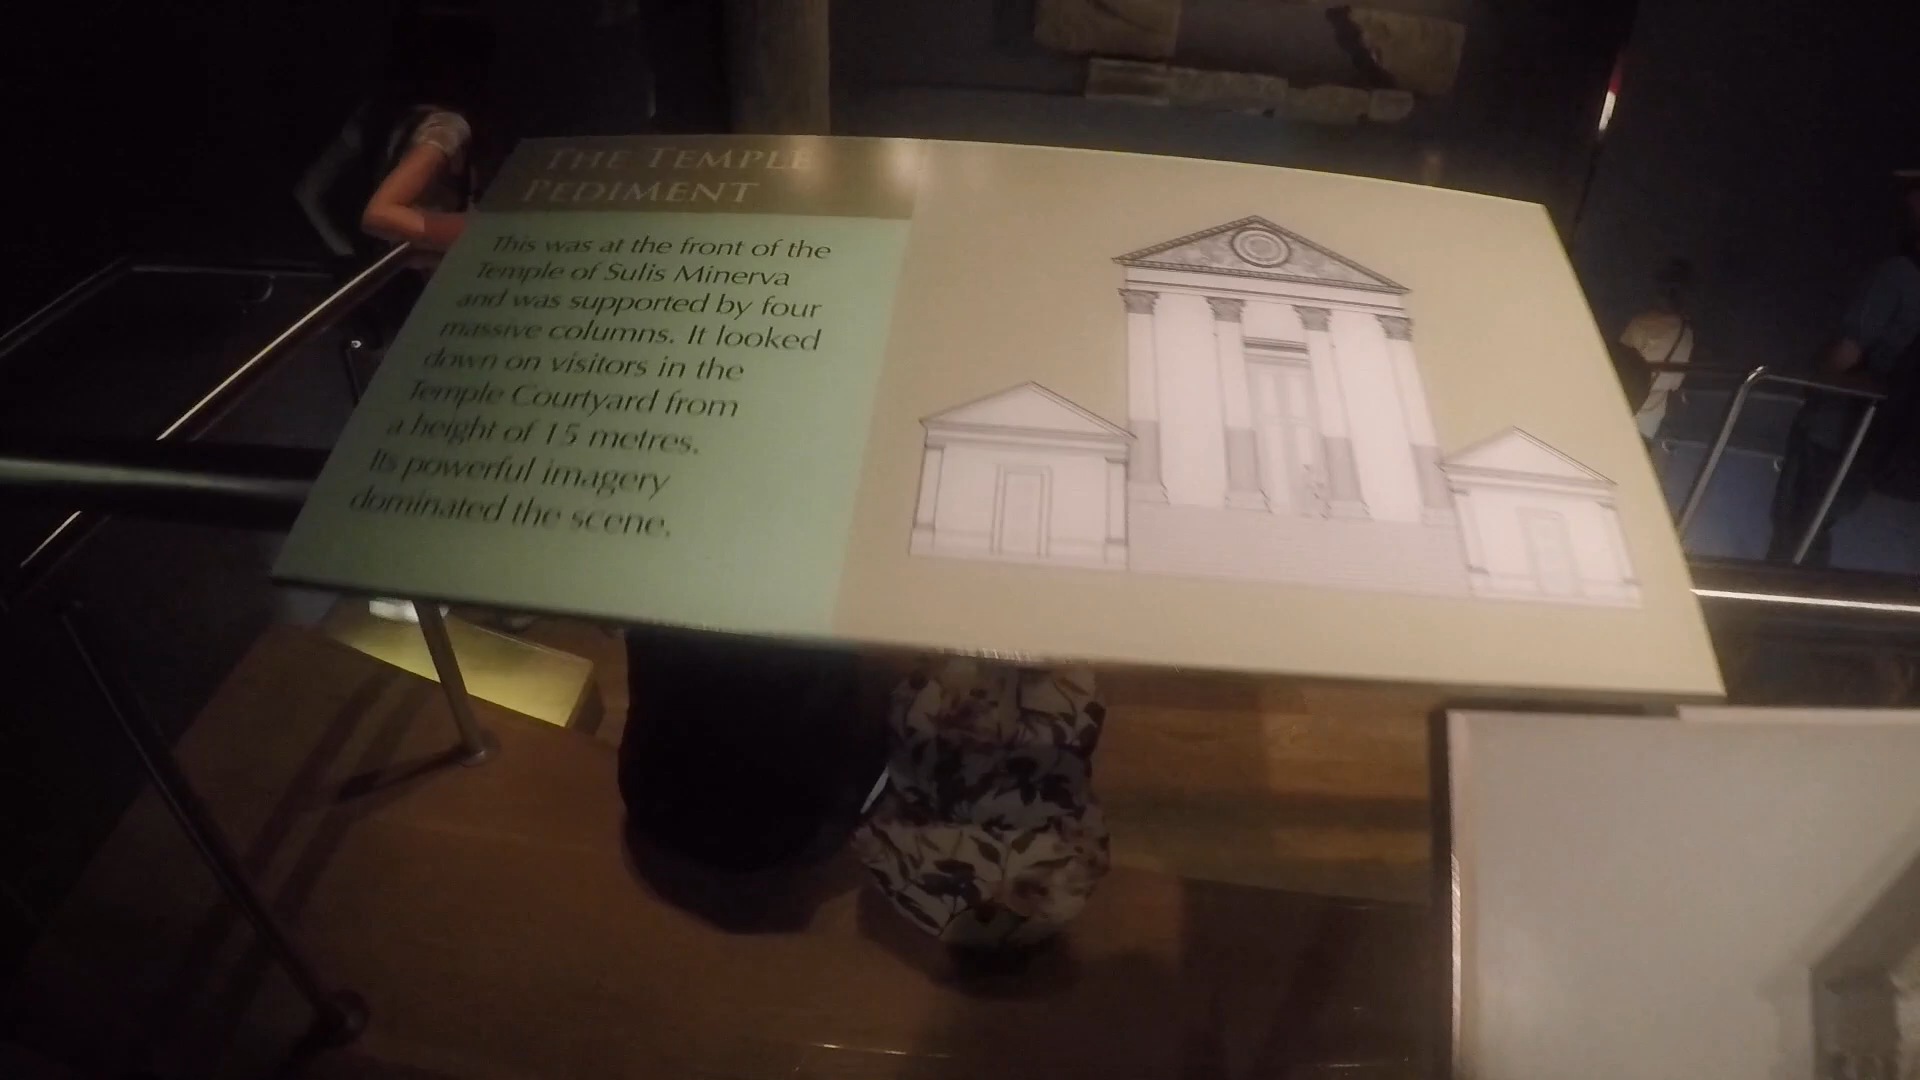 THE TEMPLE
PEDIMENT
This was at the front of the
Temple of Sulis Minerva
and was supported by four
massive columns. It looked
down on visitors in the
Temple Courtyard from
a height of 15 metres.
Its powerful imagery
dominated the scene.